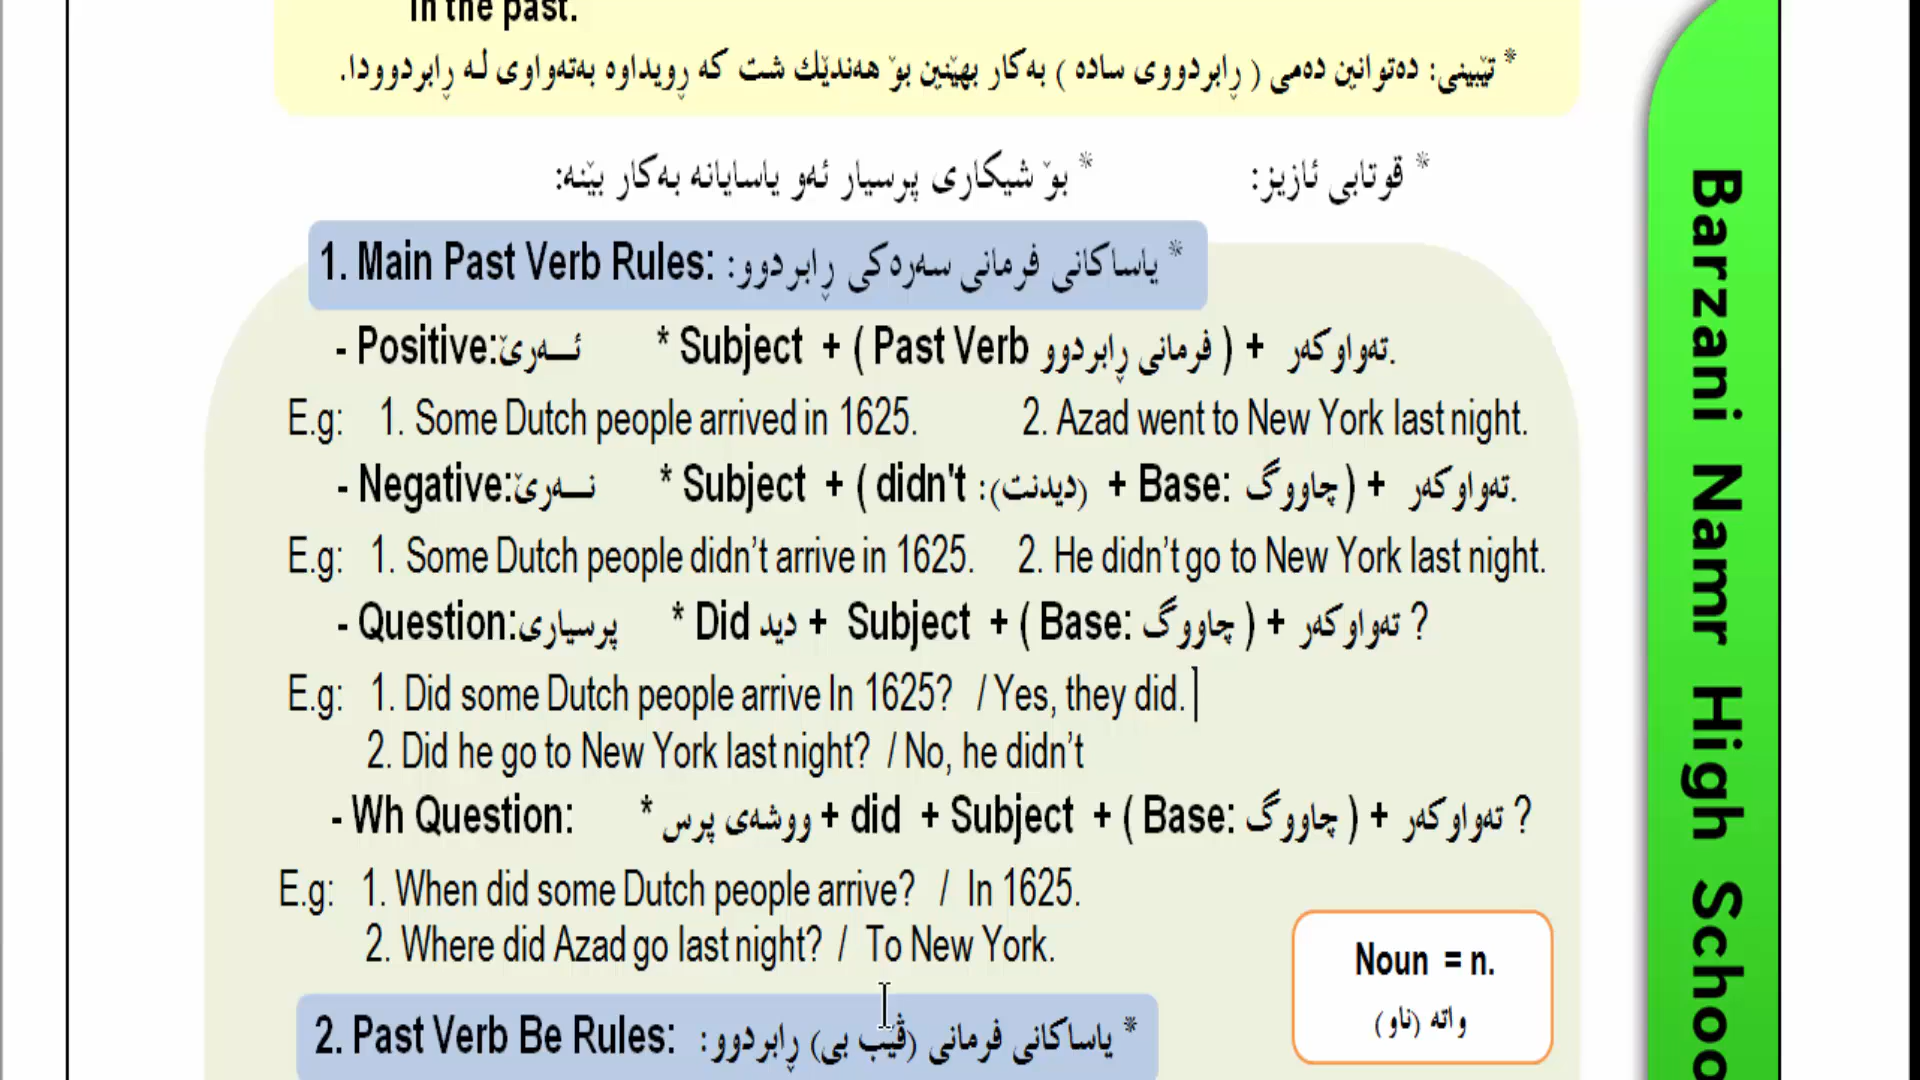 in the past.
* تێبینی: دەتوانین دەمی ( ڕابردووی سادە ) بەکار بهێنین بۆ هەندێك شت کە ڕویداوە بەتەواوی لە ڕابردوودا.
* قوتابی ئازیز: * بۆ شیکاری پرسیار ئەو یاسایانە بەکار بێنە:
1. Main Past Verb Rules: * یاساکانی فرمانی سەرەکی ڕابردوو:
- Positive:ئـــەرێ * Subject + ( Past Verb فرمانی ڕابردوو ) + تەواوکەر.
E.g: 1. Some Dutch people arrived in 1625. 2. Azad went to New York last night.
- Negative:نـــەرێ * Subject + ( didn't :(دیدنت) + Base: چاووگ ) + تەواوکەر.
E.g: 1. Some Dutch people didn’t arrive in 1625. 2. He didn’t go to New York last night.
- Question:پرسیاری * Did دید + Subject + ( Base: چاووگ ) + تەواوکەر ?
E.g: 1. Did some Dutch people arrive In 1625? / Yes, they did.
2. Did he go to New York last night? / No, he didn’t
- Wh Question: * ووشەی پرس + did + Subject + ( Base: چاووگ ) + تەواوکەر ?
E.g: 1. When did some Dutch people arrive? / In 1625.
2. Where did Azad go last night? / To New York.
2. Past Verb Be Rules: * یاساکانی فرمانی (ڤێب بی) ڕابردوو:
Noun = n.
واتە (ناو)
Barzani Namr High Schoo